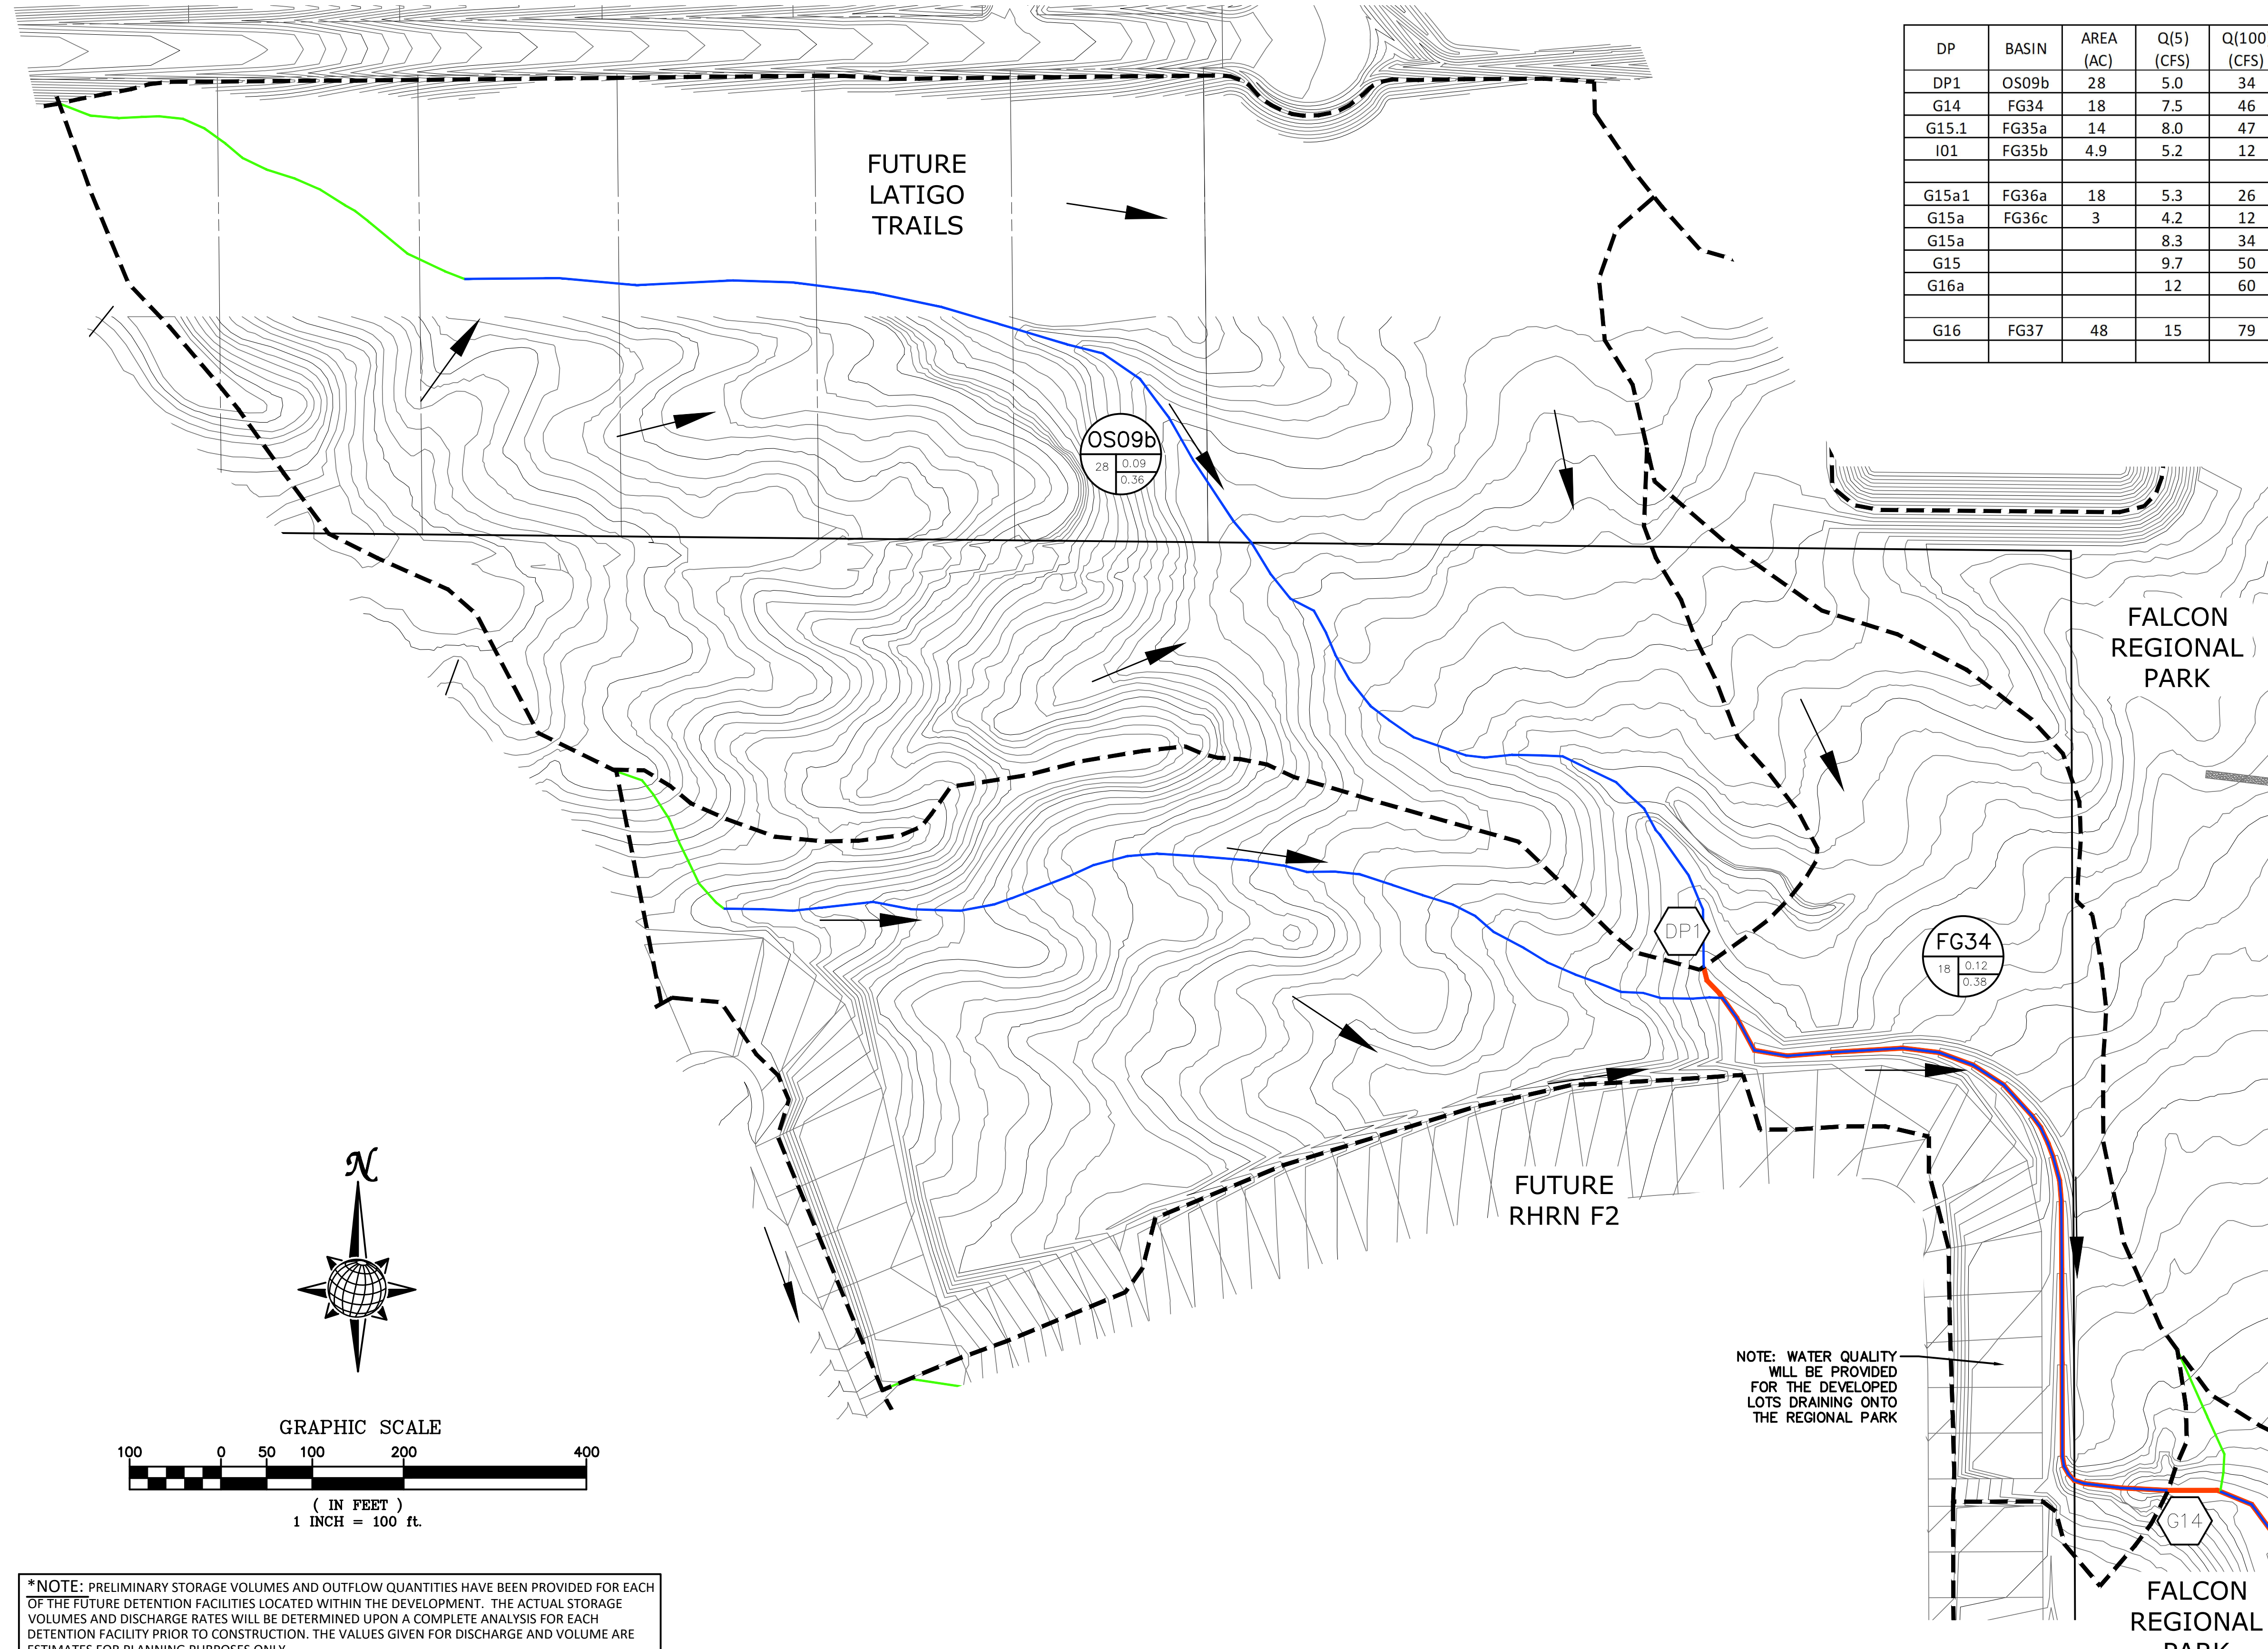 DP BASIN AREA (AC) Q(5) (CFS) Q(100 (CFS)
DP1 OS09b 28 5.0 34
G14 FG34 18 7.5 46
G15.1 FG35a 14 8.0 47
I01 FG35b 4.9 5.2 12
G15a1 FG36a 18 5.3 26
G15a FG36c 3 4.2 12
G15a 8.3 34
G15 9.7 50
G16a 12 60
G16 FG37 48 15 79
FUTURE
LATIGO
TRAILS
OS09b
28 0.09
0.36
FALCON
REGIONAL
PARK
DP1
FG34
18 0.12
0.38
FUTURE
RHRN F2
N
NOTE: WATER QUALITY
WILL BE PROVIDED
FOR THE DEVELOPED
LOTS DRAINING ONTO
THE REGIONAL PARK
GRAPHIC SCALE
100 0 50 100 200 400
( IN FEET )
1 INCH = 100 ft.
G14
FALCON
REGIONAL
PARK
*NOTE: PRELIMINARY STORAGE VOLUMES AND OUTFLOW QUANTITIES HAVE BEEN PROVIDED FOR EACH
OF THE FUTURE DETENTION FACILITIES LOCATED WITHIN THE DEVELOPMENT. THE ACTUAL STORAGE
VOLUMES AND DISCHARGE RATES WILL BE DETERMINED UPON A COMPLETE ANALYSIS FOR EACH
DETENTION FACILITY PRIOR TO CONSTRUCTION. THE VALUES GIVEN FOR DISCHARGE AND VOLUME ARE
ESTIMATES FOR PLANNING PURPOSES ONLY